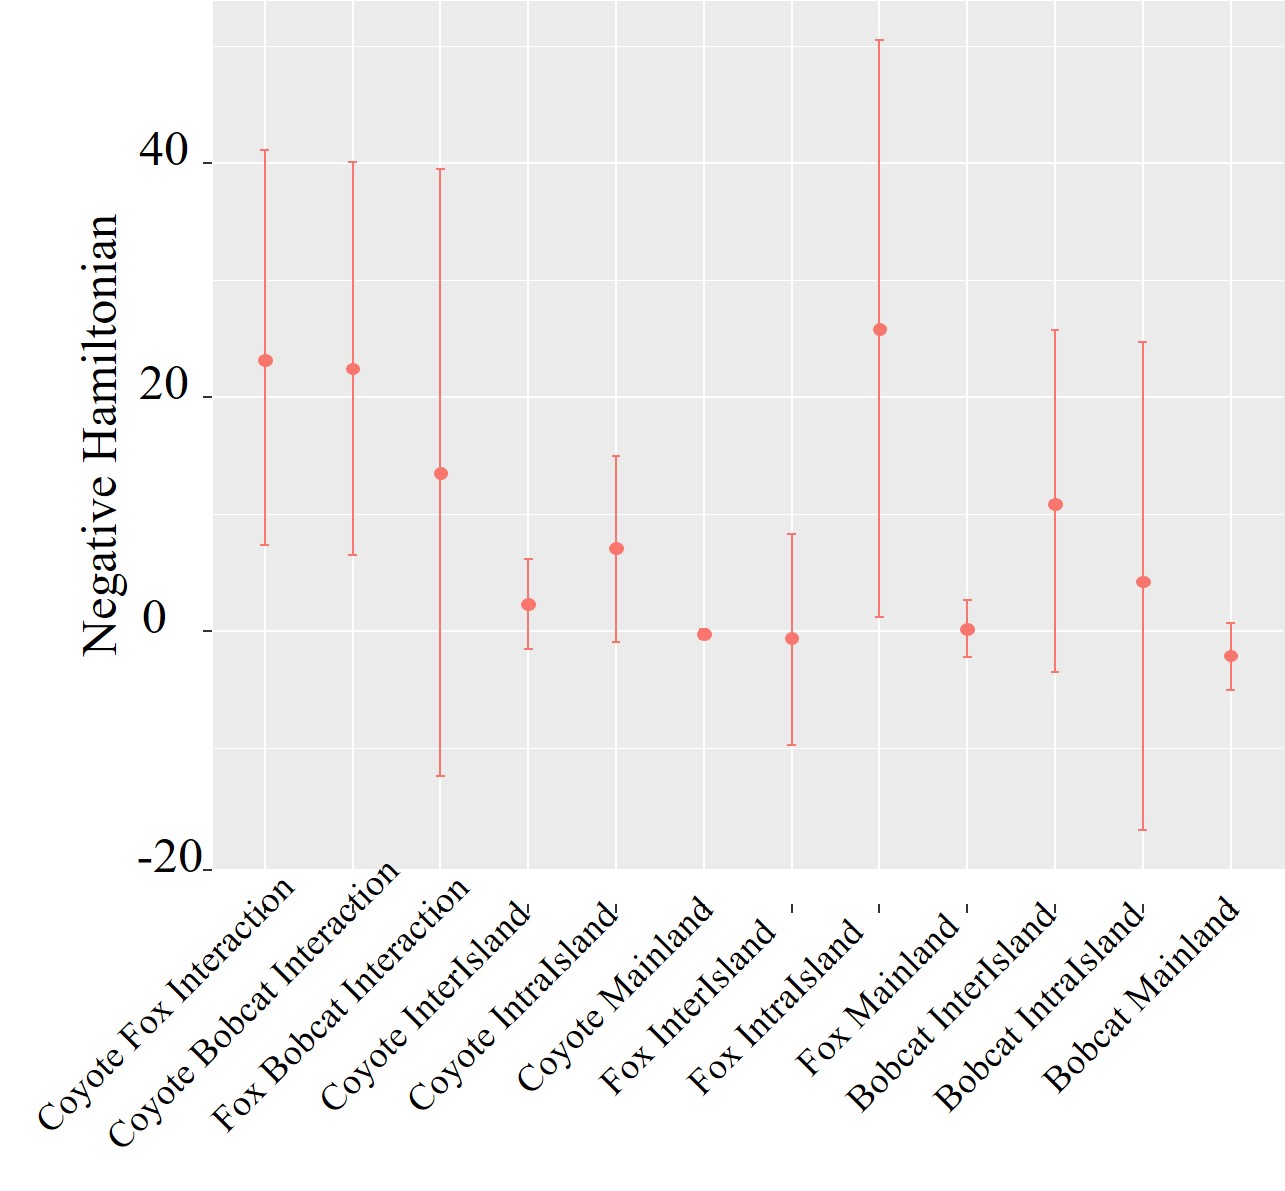 Negative Hamiltonian
40
20
0
-20
Coyote Fox Interaction
Coyote Bobcat Interaction
Fox Bobcat Interaction
Coyote InterIsland
Coyote IntraIsland
Coyote Mainland
Fox InterIsland
Fox IntraIsland
Fox Mainland
Bobcat InterIsland
Bobcat IntraIsland
Bobcat Mainland